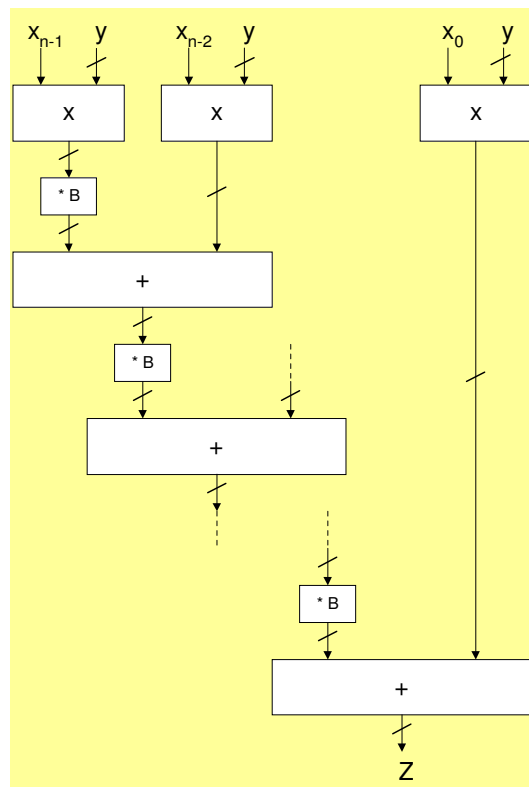 xₙ₋₁ y xₙ₋₂ y x₀ y
x x x
* B
+
* B
+
* B
+
Z